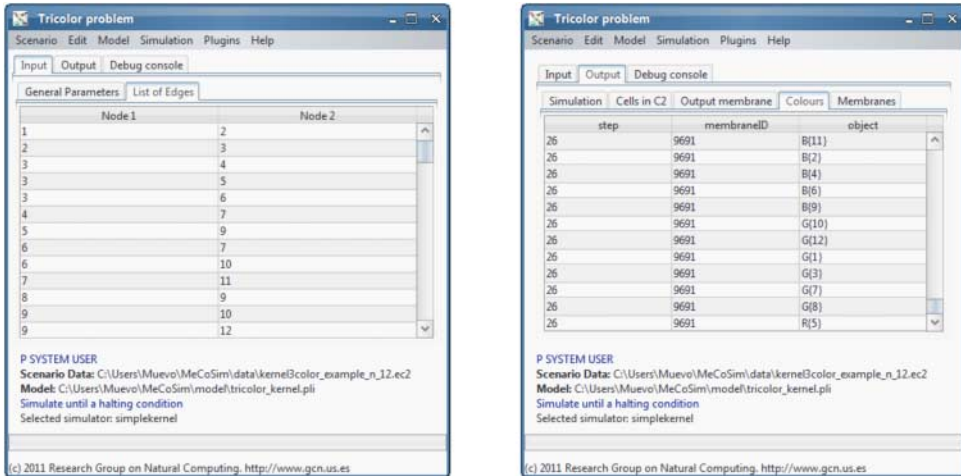 Tricolor problem
Scenario Edit Model Simulation Plugins Help
Input Output Debug console
General Parameters List of Edges
Node 1 Node 2
1 2
2 3
3 4
3 5
3 6
4 7
5 9
6 7
6 10
7 11
8 9
9 10
9 12
P SYSTEM USER
Scenario Data: C:\Users\Muevo\MeCoSim\data\kernel3color_example_n_12.ec2
Model: C:\Users\Muevo\MeCoSim\model\tricolor_kernel.pli
Simulate until a halting condition
Selected simulator: simplekernel
(c) 2011 Research Group on Natural Computing. http://www.gcn.us.es
Tricolor problem
Scenario Edit Model Simulation Plugins Help
Input Output Debug console
Simulation Cells in C2 Output membrane Colours Membranes
step membraneID object
26 9691 B{11}
26 9691 B{2}
26 9691 B{4}
26 9691 B{6}
26 9691 B{9}
26 9691 G{10}
26 9691 G{12}
26 9691 G{1}
26 9691 G{3}
26 9691 G{7}
26 9691 G{8}
26 9691 R{5}
P SYSTEM USER
Scenario Data: C:\Users\Muevo\MeCoSim\data\kernel3color_example_n_12.ec2
Model: C:\Users\Muevo\MeCoSim\model\tricolor_kernel.pli
Simulate until a halting condition
Selected simulator: simplekernel
(c) 2011 Research Group on Natural Computing. http://www.gcn.us.es